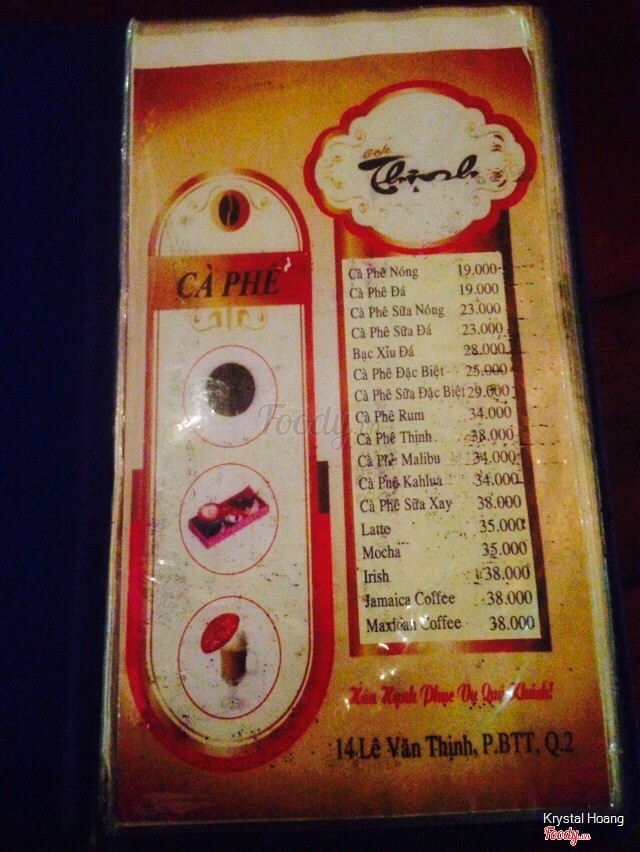 Thịnh
CÀ PHÊ
Cà Phê Nóng 19.000
Cà Phê Đá 19.000
Cà Phê Sữa Nóng 23.000
Cà Phê Sữa Đá 23.000
Bạc Xỉu Đá 28.000
Cà Phê Đặc Biệt 25.000
Cà Phê Sữa Đặc Biệt 29.000
Cà Phê Rum 34.000
Cà Phê Thịnh 38.000
Cà Phê Malibu 34.000
Cà Phê Kahlua 34.000
Cà Phê Sữa Xay 38.000
Latte 35.000
Mocha 35.000
Irish 38.000
Jamaica Coffee 38.000
Maxican Coffee 38.000
Hân Hạnh Phục Vụ Quý Khách!
14 Lê Văn Thịnh, P.BTT, Q.2
Foody.vn
Krystal Hoang
Foody.vn